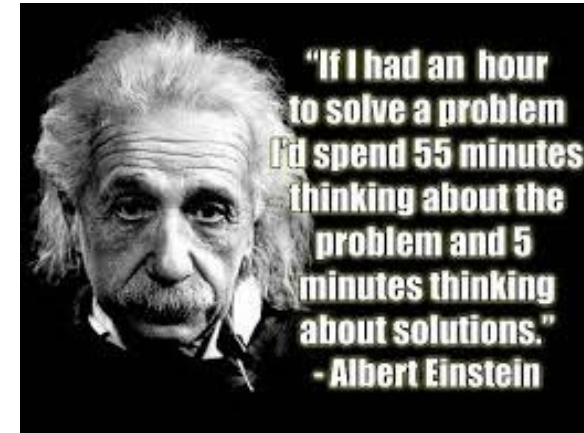 “If I had an hour
to solve a problem
I’d spend 55 minutes
thinking about the
problem and 5
minutes thinking
about solutions.”
- Albert Einstein